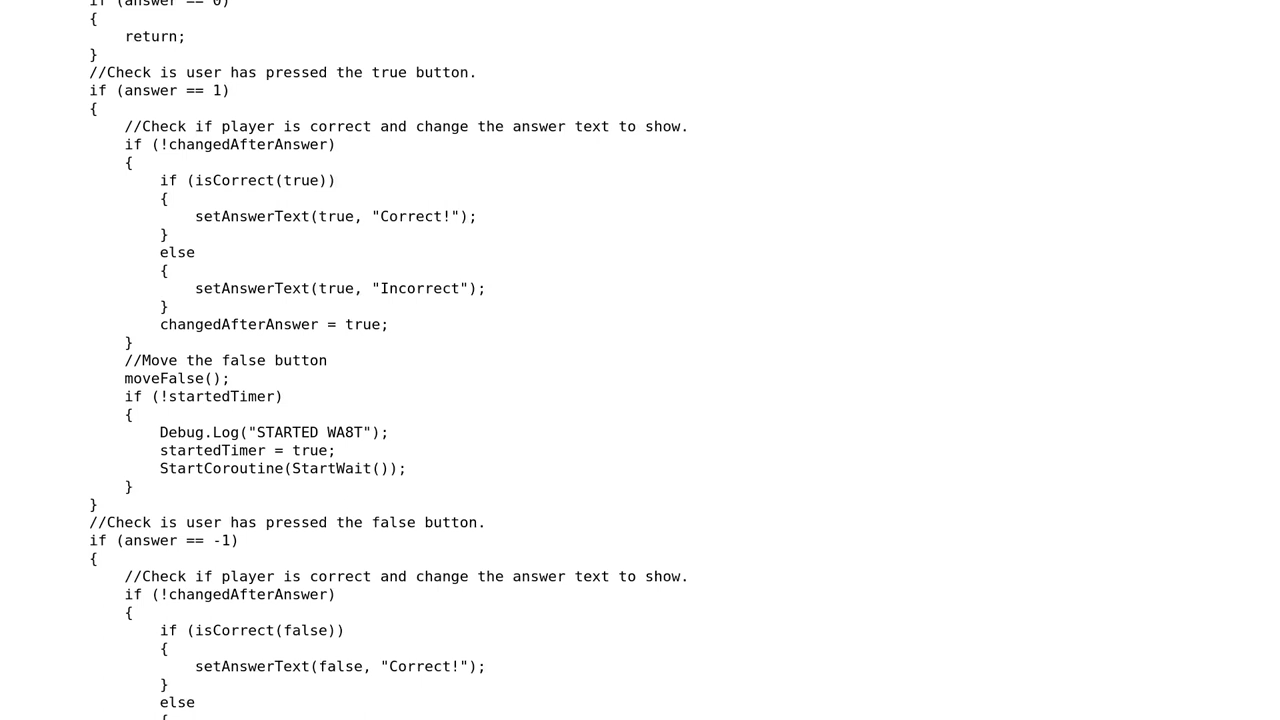 if (answer == 0)
{
return;
}
//Check is user has pressed the true button.
if (answer == 1)
{
//Check if player is correct and change the answer text to show.
if (!changedAfterAnswer)
{
if (isCorrect(true))
{
setAnswerText(true, "Correct!");
}
else
{
setAnswerText(true, "Incorrect");
}
changedAfterAnswer = true;
}
//Move the false button
moveFalse();
if (!startedTimer)
{
Debug.Log("STARTED WA8T");
startedTimer = true;
StartCoroutine(StartWait());
}
}
//Check is user has pressed the false button.
if (answer == -1)
{
//Check if player is correct and change the answer text to show.
if (!changedAfterAnswer)
{
if (isCorrect(false))
{
setAnswerText(false, "Correct!");
}
else
{